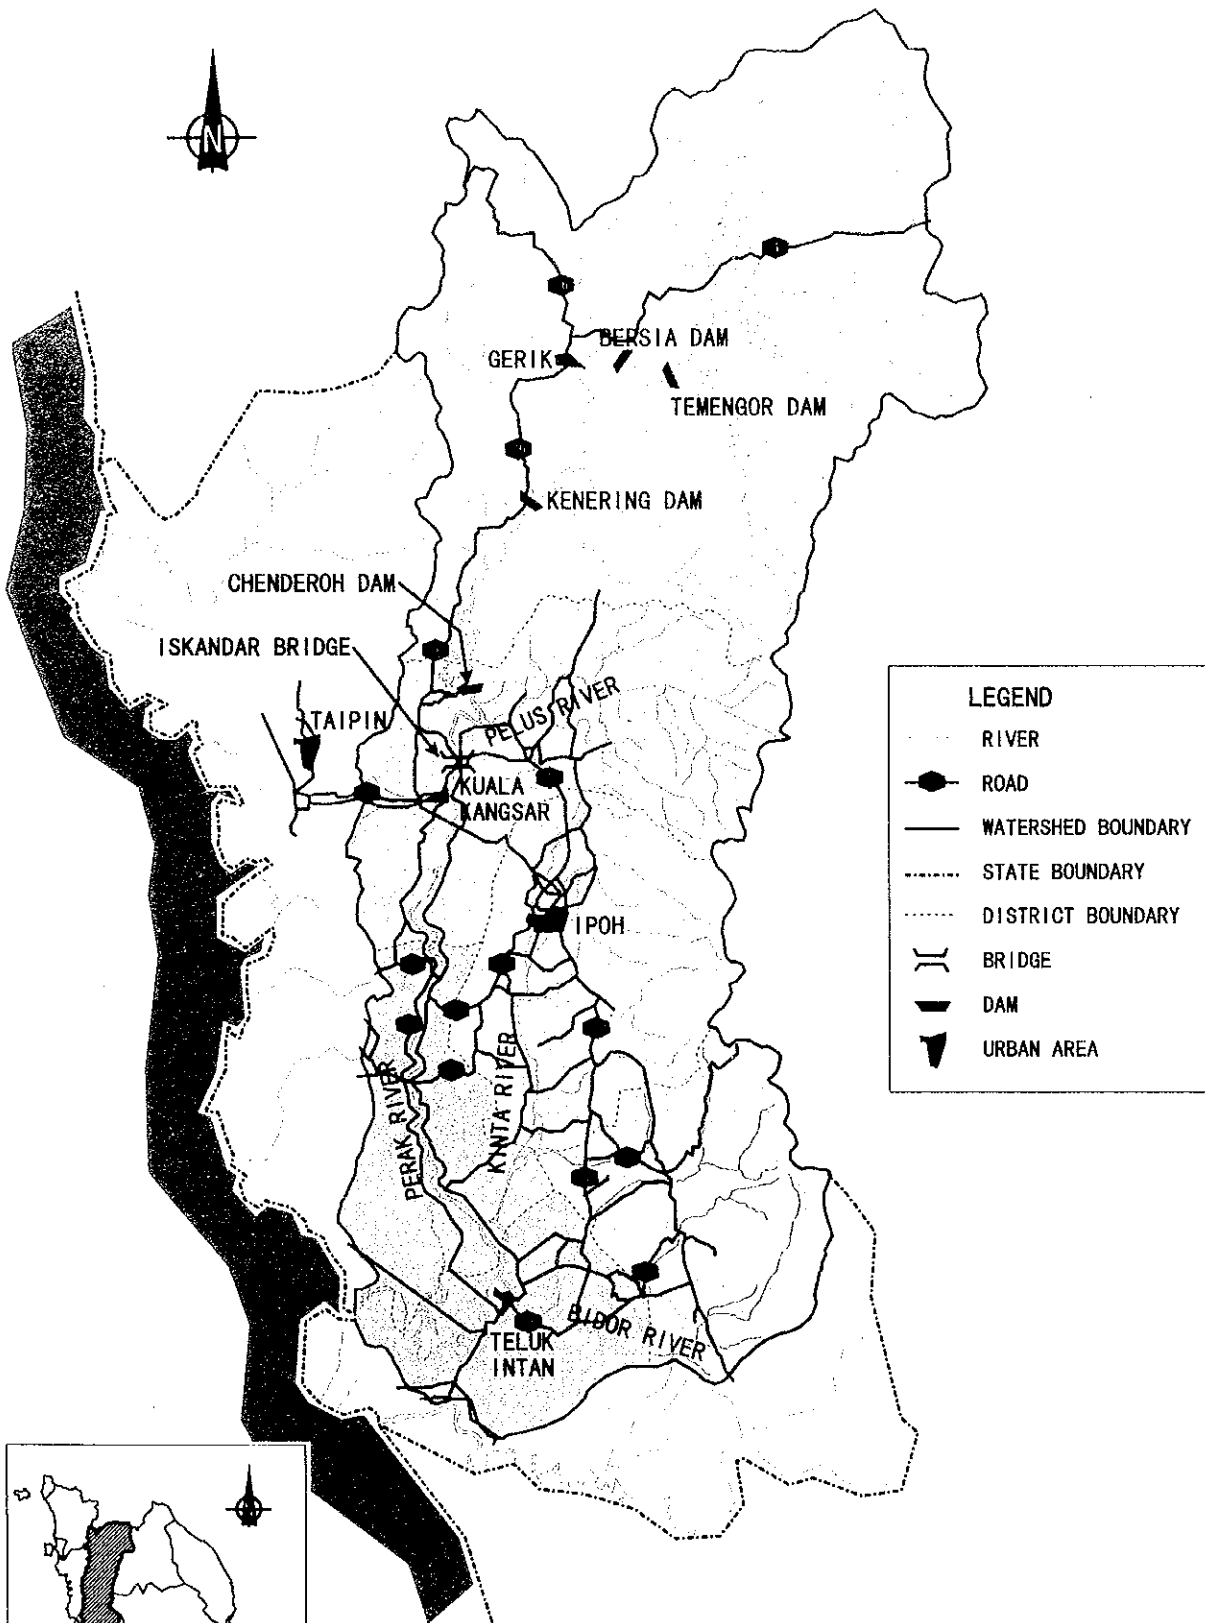 N
BERSIA DAM
GERIK
TEMENGOR DAM
KENERING DAM
CHENDEROH DAM
ISKANDAR BRIDGE
PELUS RIVER
TAIPIN
KUALA
KANGSAR
IPOH
PERAK RIVER
KINTA RIVER
BIDOR RIVER
TELUK
INTAN
LEGEND
RIVER
ROAD
WATERSHED BOUNDARY
STATE BOUNDARY
DISTRICT BOUNDARY
BRIDGE
DAM
URBAN AREA